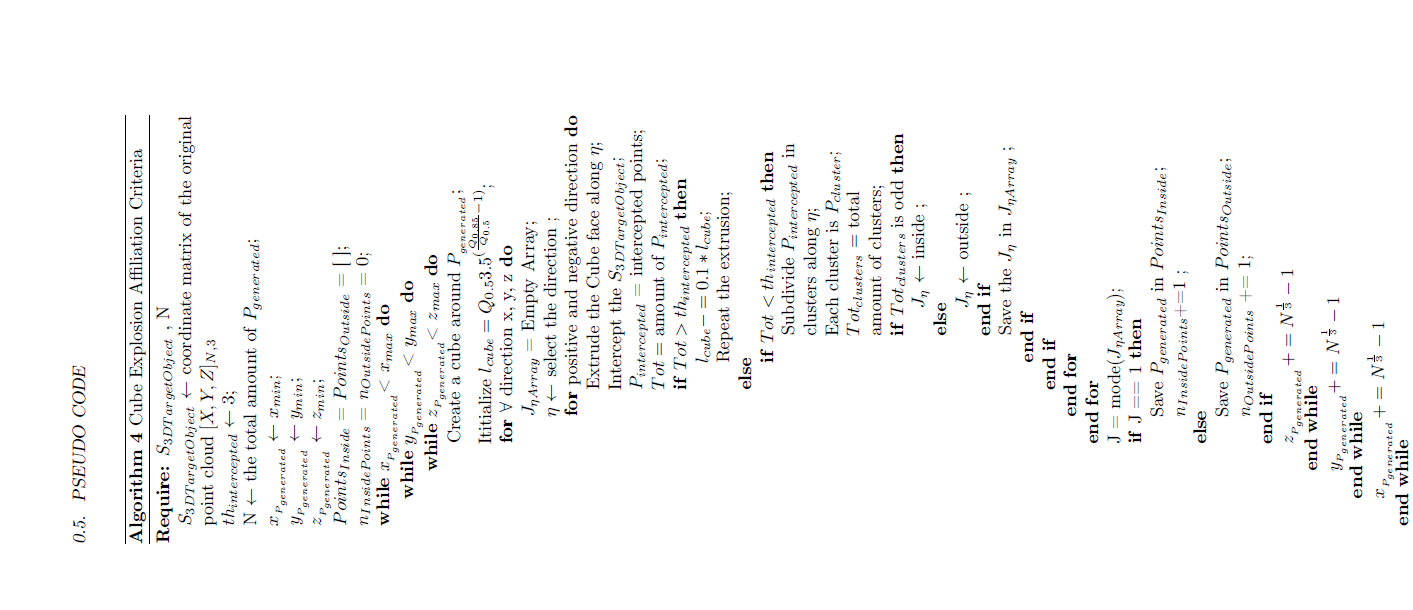 0.5. PSEUDO CODE
Algorithm 4 Cube Explosion Affiliation Criteria
Require: S_{3DTargetObject} , N
S_{3DTargetObject} ← coordinate matrix of the original
point cloud [X, Y, Z]_{N,3}
th_{intercepted} ← 3;
N ← the total amount of P_{generated};
x_{P_{generated}} ← x_{min};
y_{P_{generated}} ← y_{min};
z_{P_{generated}} ← z_{min};
Points_{Inside} = Points_{Outside} = [ ];
n_{InsidePoints} = n_{OutsidePoints} = 0;
while x_{P_{generated}} < x_{max} do
while y_{P_{generated}} < y_{max} do
while z_{P_{generated}} < z_{max} do
Create a cube around P_{generated};
Ititialize l_{cube} = Q_{0.5}3.5^{(\frac{Q_{0.85}}{Q_{0.5}}-1)};
for ∀ direction x, y, z do
J_{ηArray} = Empty Array;
η ← select the direction ;
for positive and negative direction do
Extrude the Cube face along η;
Intercept the S_{3DTargetObject};
P_{intercepted} = intercepted points;
Tot = amount of P_{intercepted};
if Tot > th_{intercepted} then
l_{cube} − = 0.1 ∗ l_{cube};
Repeat the extrusion;
else
if Tot < th_{intercepted} then
Subdivide P_{intercepted} in
clusters along η;
Each cluster is P_{cluster};
Tot_{clusters} = total
amount of clusters;
if Tot_{clusters} is odd then
J_η ← inside ;
else
J_η ← outside ;
end if
Save the J_η in J_{ηArray} ;
end if
end if
end for
end for
J = mode(J_{ηArray});
if J == 1 then
Save P_{generated} in Points_{Inside};
n_{InsidePoints}+=1 ;
else
Save P_{generated} in Points_{Outside};
n_{OutsidePoints} +=1;
end if
z_{P_{generated}} + = N^{\frac{1}{3}} − 1
end while
y_{P_{generated}} + = N^{\frac{1}{3}} − 1
end while
x_{P_{generated}} + = N^{\frac{1}{3}} − 1
end while